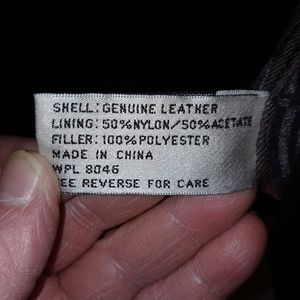 SHELL: GENUINE LEATHER
LINING: 50%NYLON/50%ACETATE
FILLER: 100%POLYESTER
MADE IN CHINA
WPL 8046
SEE REVERSE FOR CARE